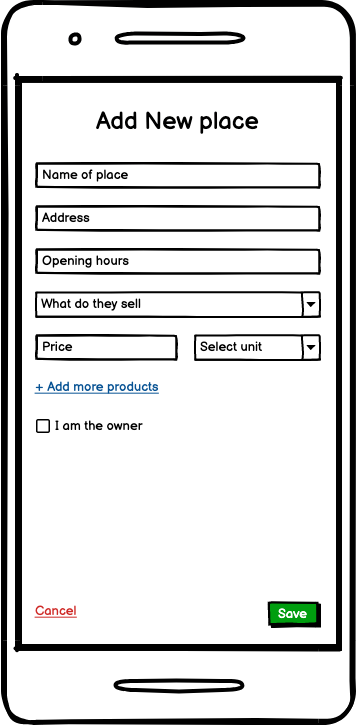 Add New place
Name of place
Address
Opening hours
What do they sell
Price
Select unit
+ Add more products
I am the owner
Cancel
Save